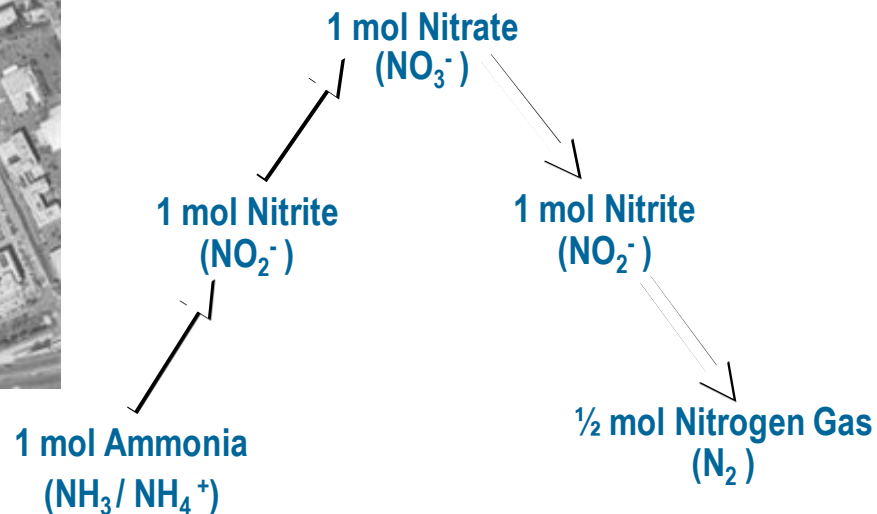 1 mol Nitrate
(NO₃⁻ )
1 mol Nitrite
(NO₂⁻ )
1 mol Nitrite
(NO₂⁻ )
1 mol Ammonia
(NH₃ / NH₄ ⁺)
½ mol Nitrogen Gas
(N₂ )